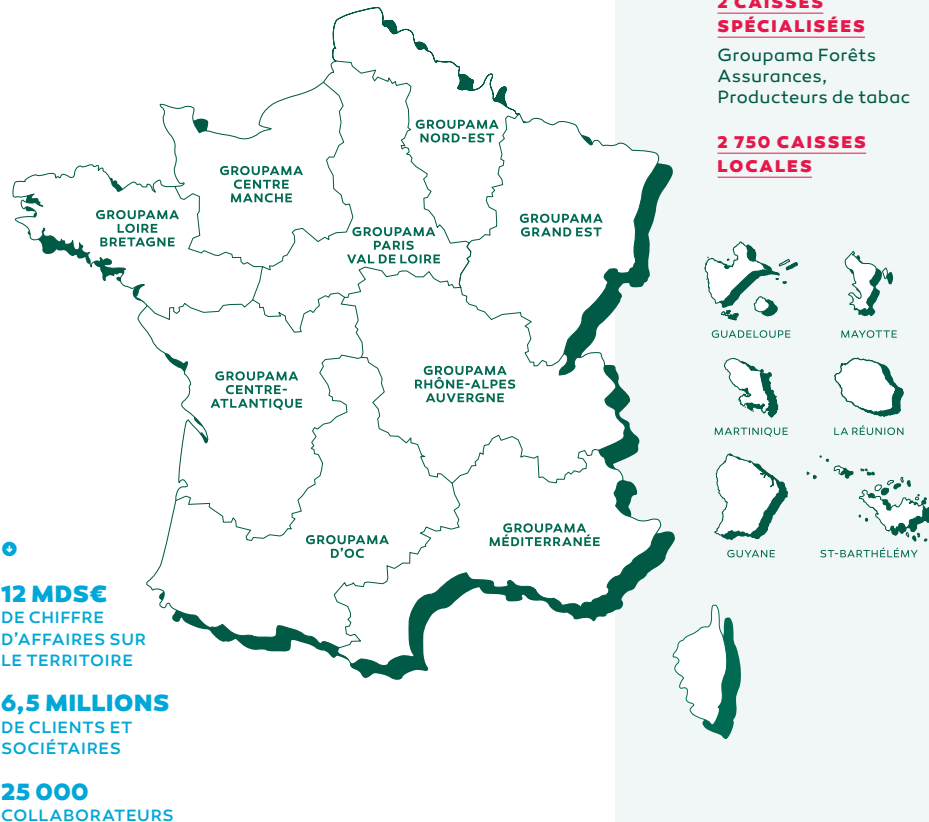 2 CAISSES
SPÉCIALISÉES
Groupama Forêts
Assurances,
Producteurs de tabac
2 750 CAISSES
LOCALES
GROUPAMA
NORD-EST
GROUPAMA
CENTRE
MANCHE
GROUPAMA
LOIRE
BRETAGNE
GROUPAMA
PARIS
VAL DE LOIRE
GROUPAMA
GRAND EST
GROUPAMA
CENTRE-
ATLANTIQUE
GROUPAMA
RHÔNE-ALPES
AUVERGNE
GROUPAMA
D'OC
GROUPAMA
MÉDITERRANÉE
GUADELOUPE
MAYOTTE
MARTINIQUE
LA RÉUNION
GUYANE
ST-BARTHÉLÉMY
12 MDS€
DE CHIFFRE
D'AFFAIRES SUR
LE TERRITOIRE
6,5 MILLIONS
DE CLIENTS ET
SOCIÉTAIRES
25 000
COLLABORATEURS